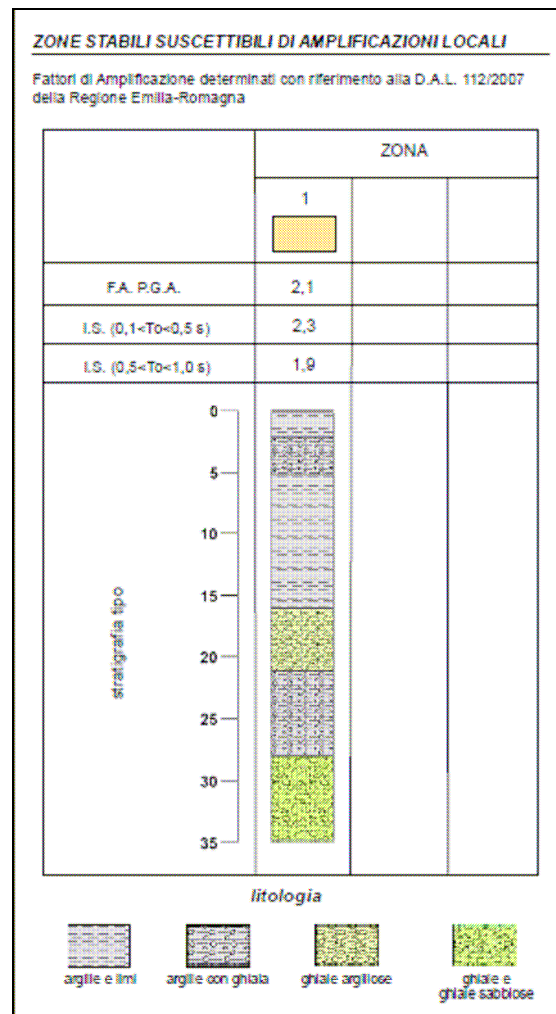 ZONE STABILI SUSCETTIBILI DI AMPLIFICAZIONI LOCALI
Fattori di Amplificazione determinati con riferimento alla D.A.L. 112/2007
della Regione Emilia-Romagna
ZONA
1
F.A. P.G.A. 2,1
I.S. (0,1<To<0,5 s) 2,3
I.S. (0,5<To<1,0 s) 1,9
stratigrafia tipo
0
5
10
15
20
25
30
35
litologia
argille e limi argille con ghiaia ghiaie argillose ghiaie e
ghiaie sabbiose